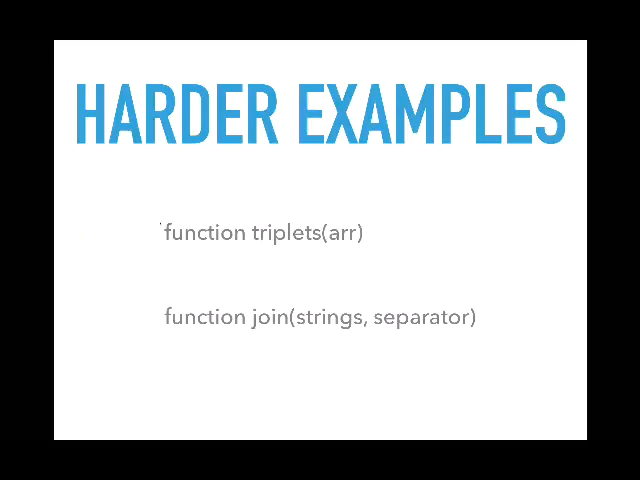 HARDER EXAMPLES
function triplets(arr)
function join(strings, separator)